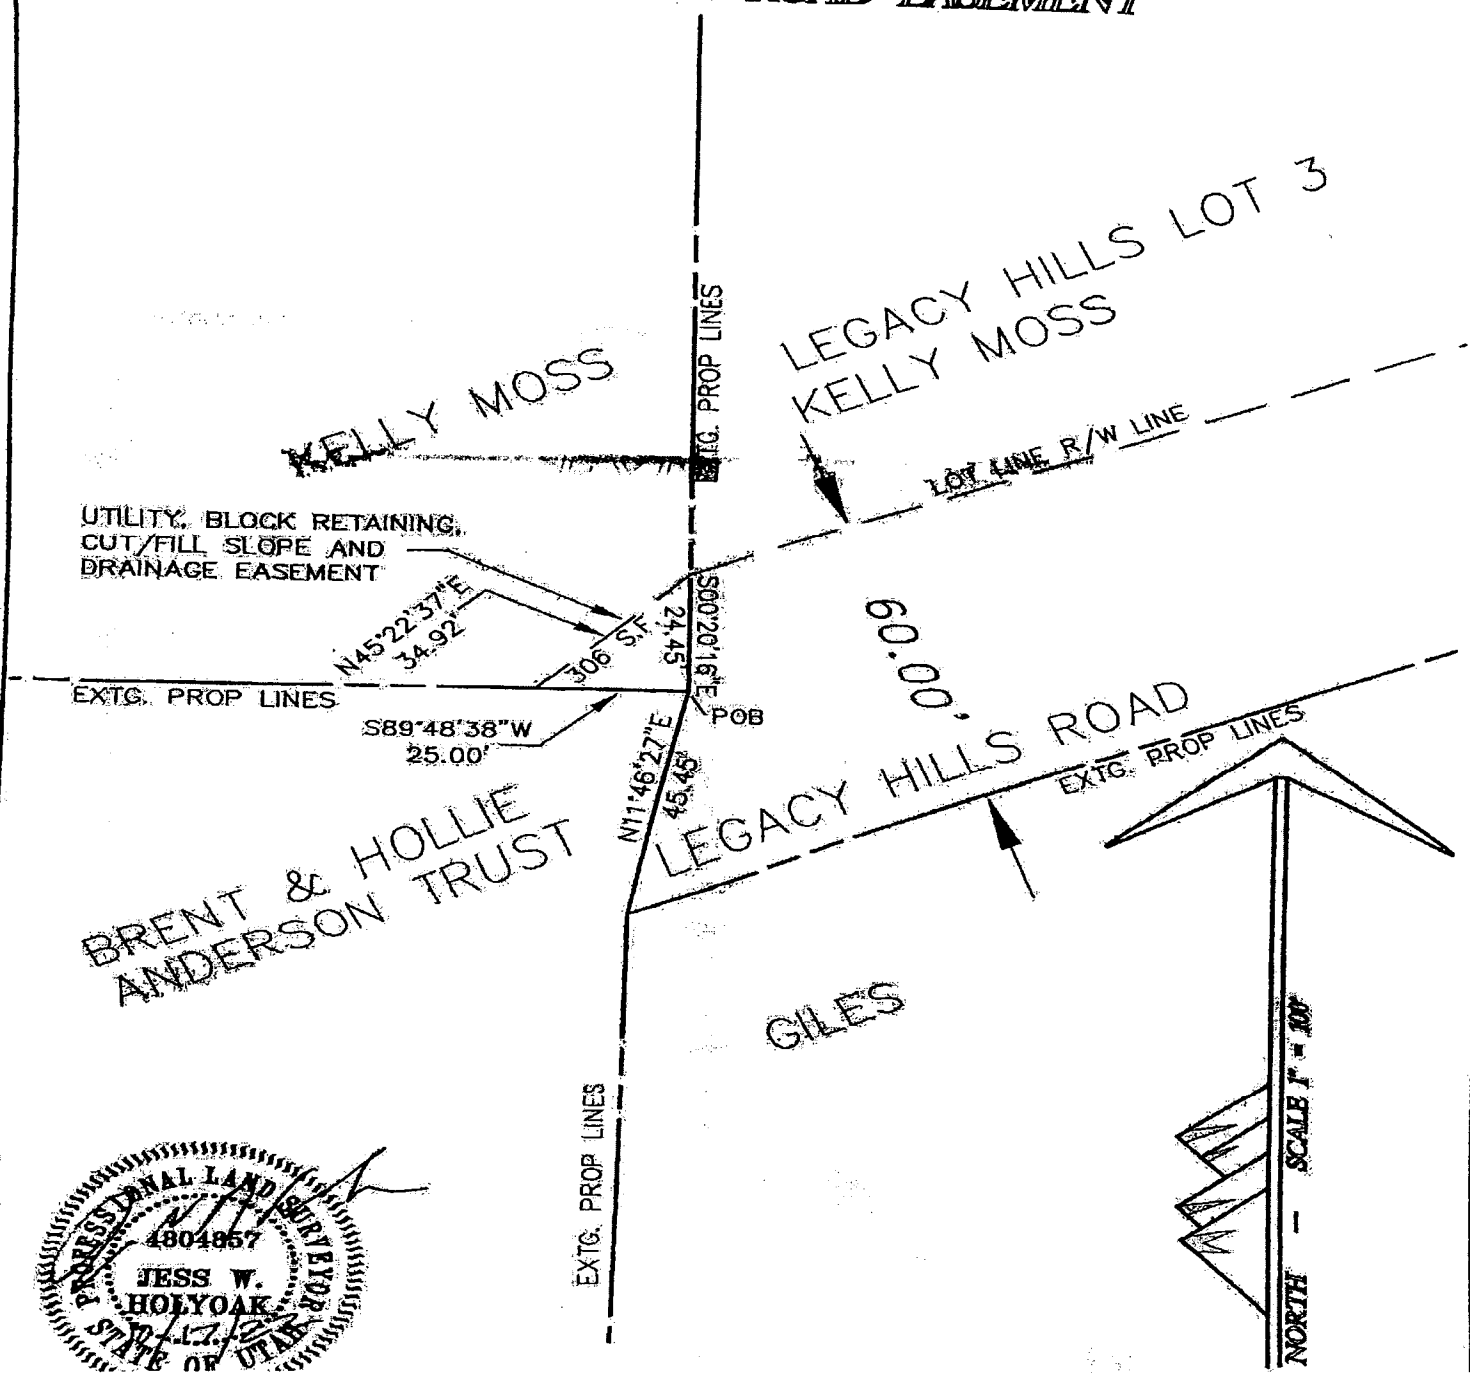 ROAD EASEMENT
EXTG. PROP LINES
LEGACY HILLS LOT 3
KELLY MOSS
KELLY MOSS
LOT LINE R/W LINE
UTILITY, BLOCK RETAINING,
CUT/FILL SLOPE AND
DRAINAGE EASEMENT
N45°22'37"E
34.92'
306 S.F.
S00°20'16"E
24.45'
60.00'
EXTG. PROP LINES
S89°48'38"W
25.00'
POB
N11°46'27"E
45.45'
LEGACY HILLS ROAD
EXTG. PROP LINES
BRENT & HOLLIE
ANDERSON TRUST
GILES
EXTG. PROP LINES
NORTH - SCALE 1" = 100'
PROFESSIONAL LAND SURVEYOR
4804857
JESS W.
HOLYOAK
STATE OF UTAH